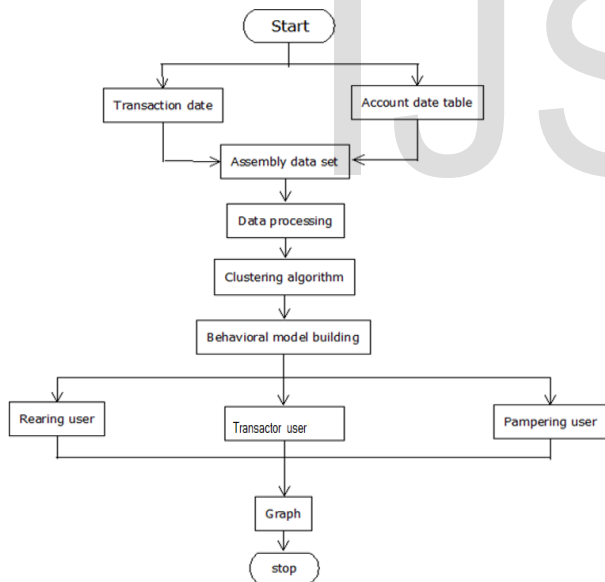 Start
Transaction date
Account date table
Assembly data set
Data processing
Clustering algorithm
Behavioral model building
Rearing user
Transactor user
Pampering user
Graph
stop
IJS